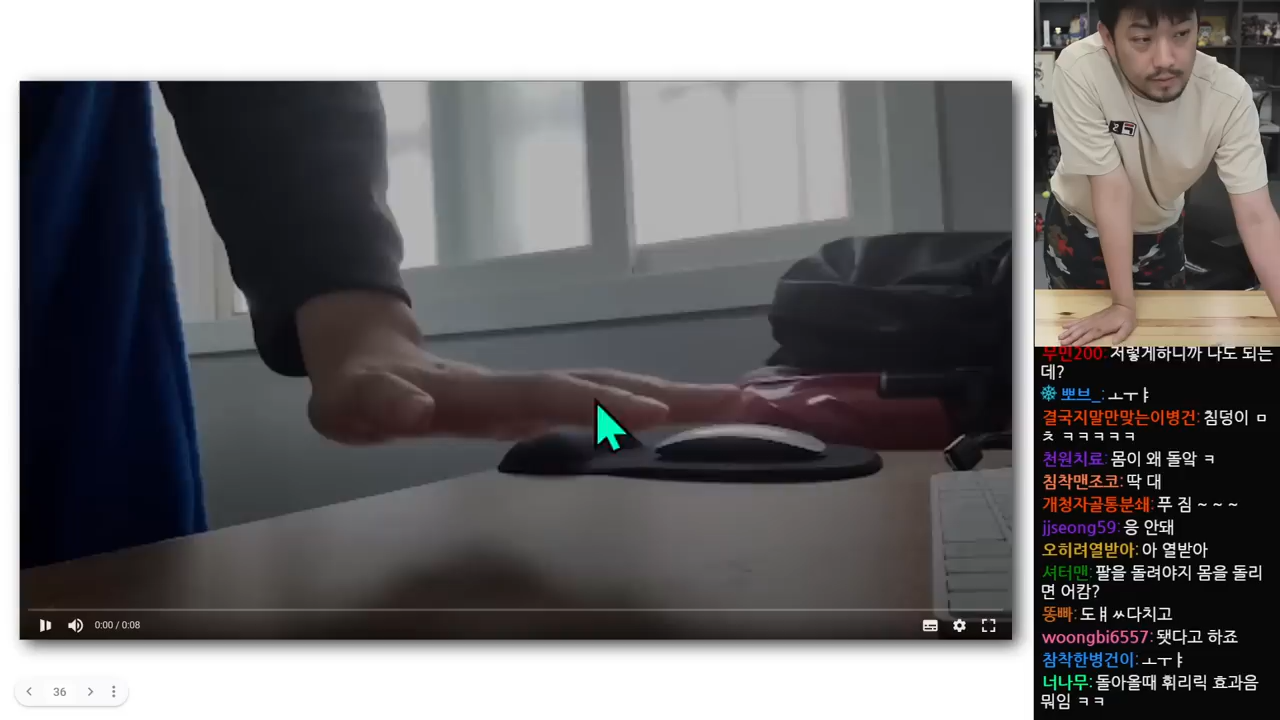 0:00 / 0:08
36
무민200: 저렇게하니까 나도 되는
데?
뽀브_: ㅗㅜㅑ
결국지말만맞는이병건: 침덩이 ㅁ
ㅊ ㅋㅋㅋㅋㅋ
천원치료: 몸이 왜 돌앜 ㅋ
침착맨조코: 딱 대
개청자골통분쇄: 푸 짐 ~ ~ ~
jjseong59: 응 안돼
오히려열받아: 아 열받아
셔터맨: 팔을 돌려야지 몸을 돌리
면 어캄?
똥빠: 도ㅐㅆ다치고
woongbi6557: 됏다고 하죠
참착한병건이: ㅗㅜㅑ
너나무: 돌아올때 휘리릭 효과음
뭐임 ㅋㅋ